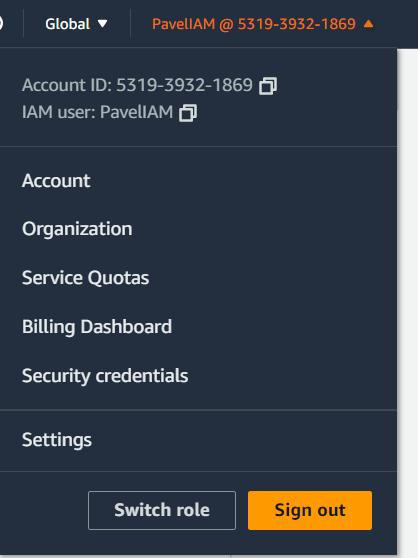 Global PavelIAM @ 5319-3932-1869
Account ID: 5319-3932-1869
IAM user: PavelIAM
Account
Organization
Service Quotas
Billing Dashboard
Security credentials
Settings
Switch role Sign out